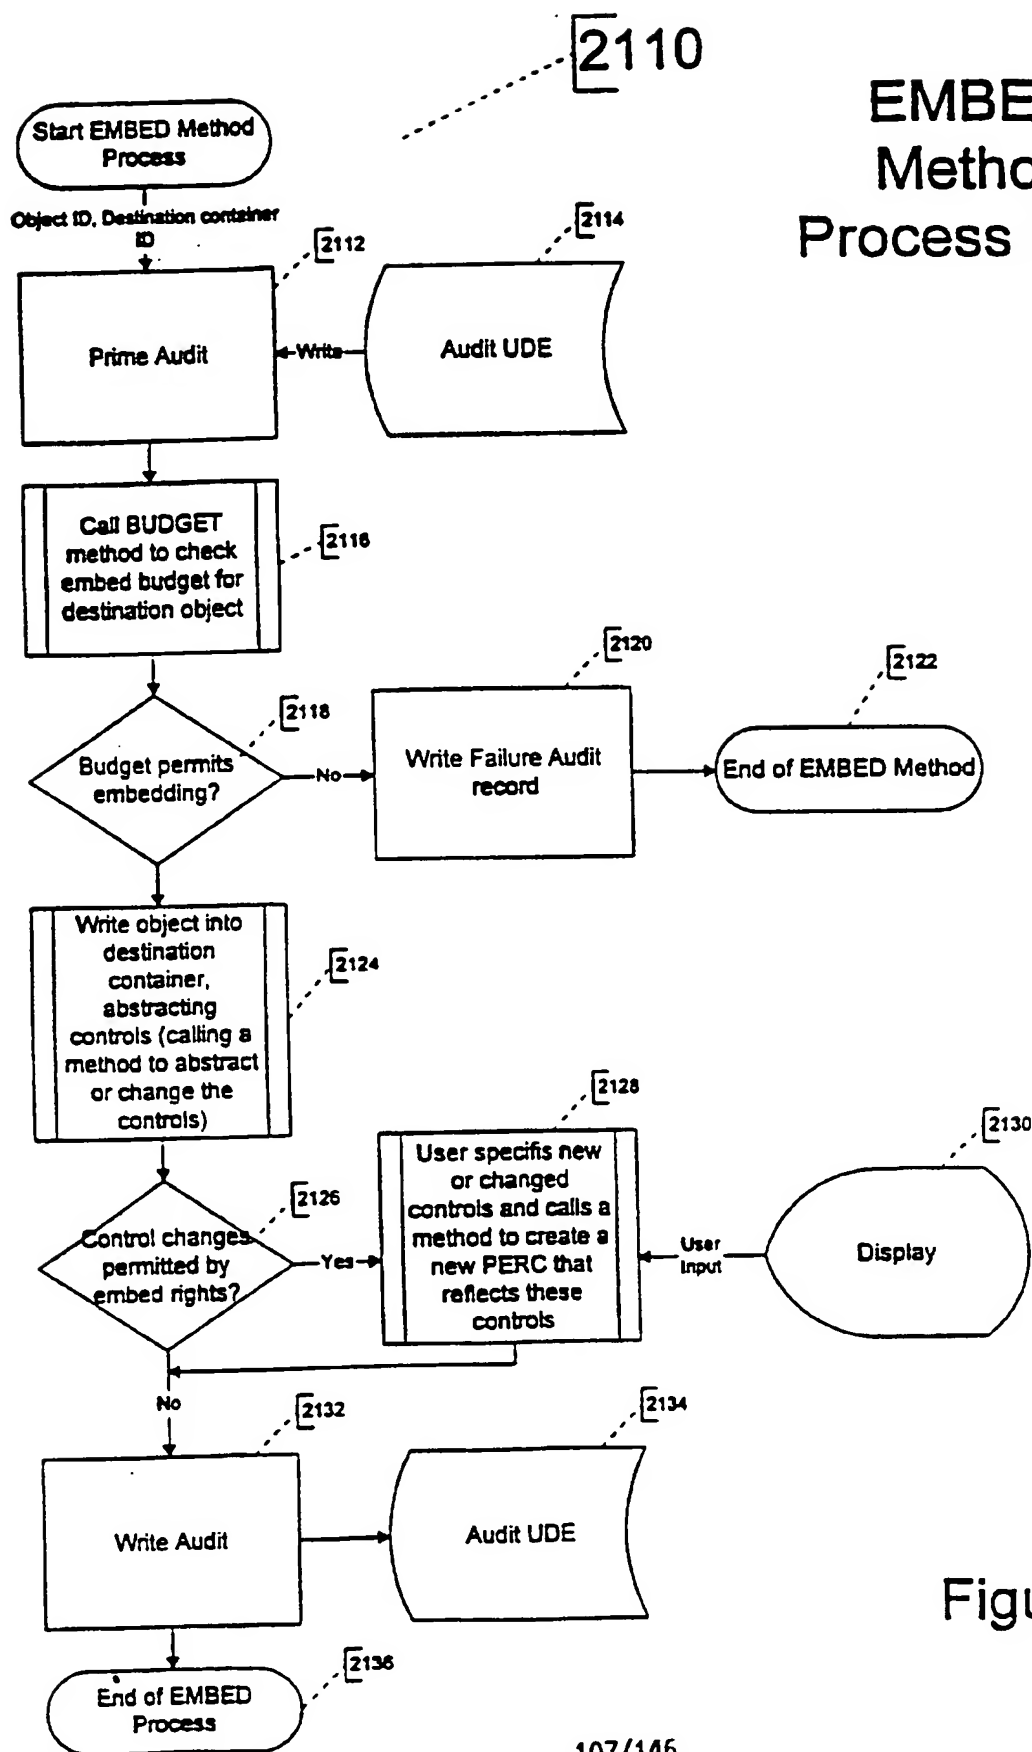 2110
EMBE
Metho
Process
Start EMBED Method
Process
Object ID, Destination container
ID
2112
2114
Prime Audit
Write
Audit UDE
Call BUDGET
method to check
embed budget for
destination object
2116
2118
Budget permits
embedding?
No
2120
Write Failure Audit
record
2122
End of EMBED Method
Write object into
destination
container,
abstracting
controls (calling a
method to abstract
or change the
controls)
2124
2126
Control changes
permitted by
embed rights?
Yes
2128
User specifis new
or changed
controls and calls a
method to create a
new PERC that
reflects these
controls
User
Input
2130
Display
No
2132
2134
Write Audit
Audit UDE
Figu
2136
End of EMBED
Process
107/146